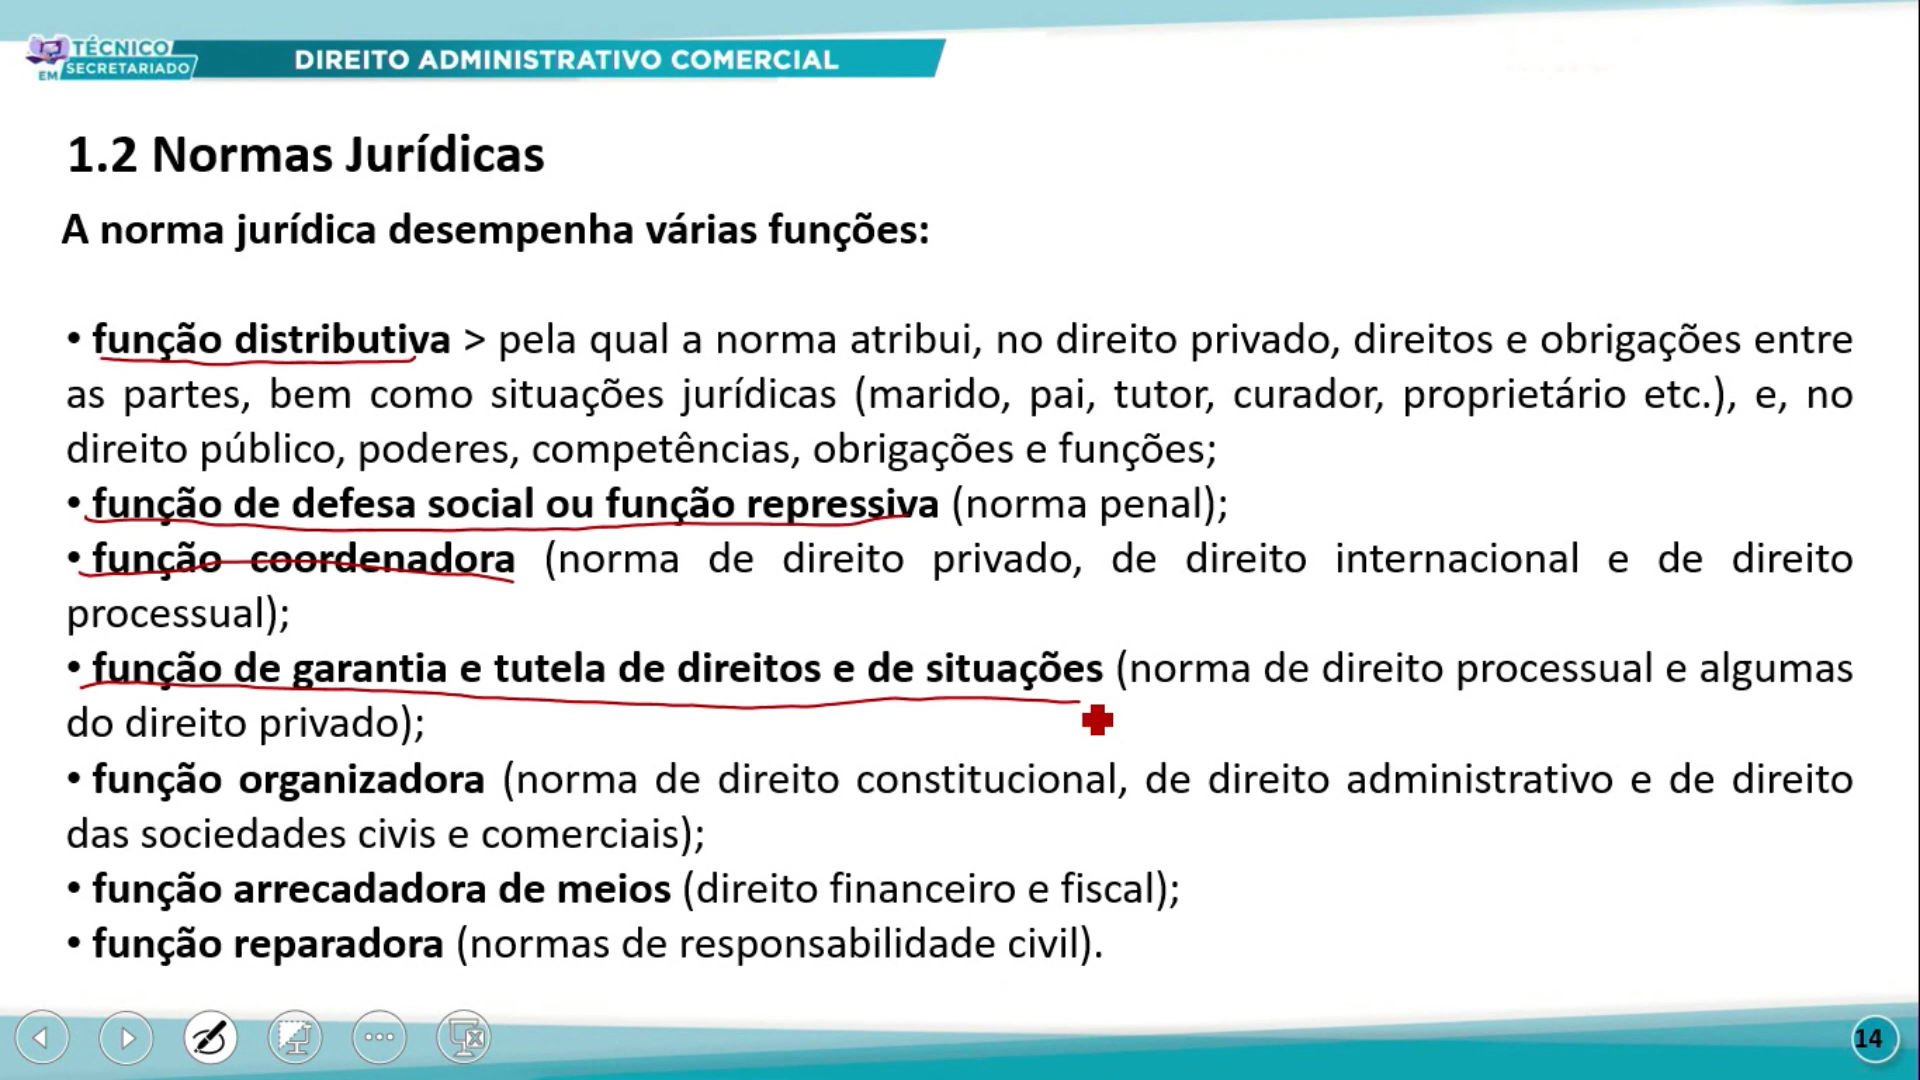 TÉCNICO
EM SECRETARIADO
DIREITO ADMINISTRATIVO COMERCIAL
1.2 Normas Jurídicas
A norma jurídica desempenha várias funções:
• função distributiva > pela qual a norma atribui, no direito privado, direitos e obrigações entre
as partes, bem como situações jurídicas (marido, pai, tutor, curador, proprietário etc.), e, no
direito público, poderes, competências, obrigações e funções;
• função de defesa social ou função repressiva (norma penal);
• função coordenadora (norma de direito privado, de direito internacional e de direito
processual);
• função de garantia e tutela de direitos e de situações (norma de direito processual e algumas
do direito privado);
• função organizadora (norma de direito constitucional, de direito administrativo e de direito
das sociedades civis e comerciais);
• função arrecadadora de meios (direito financeiro e fiscal);
• função reparadora (normas de responsabilidade civil).
14